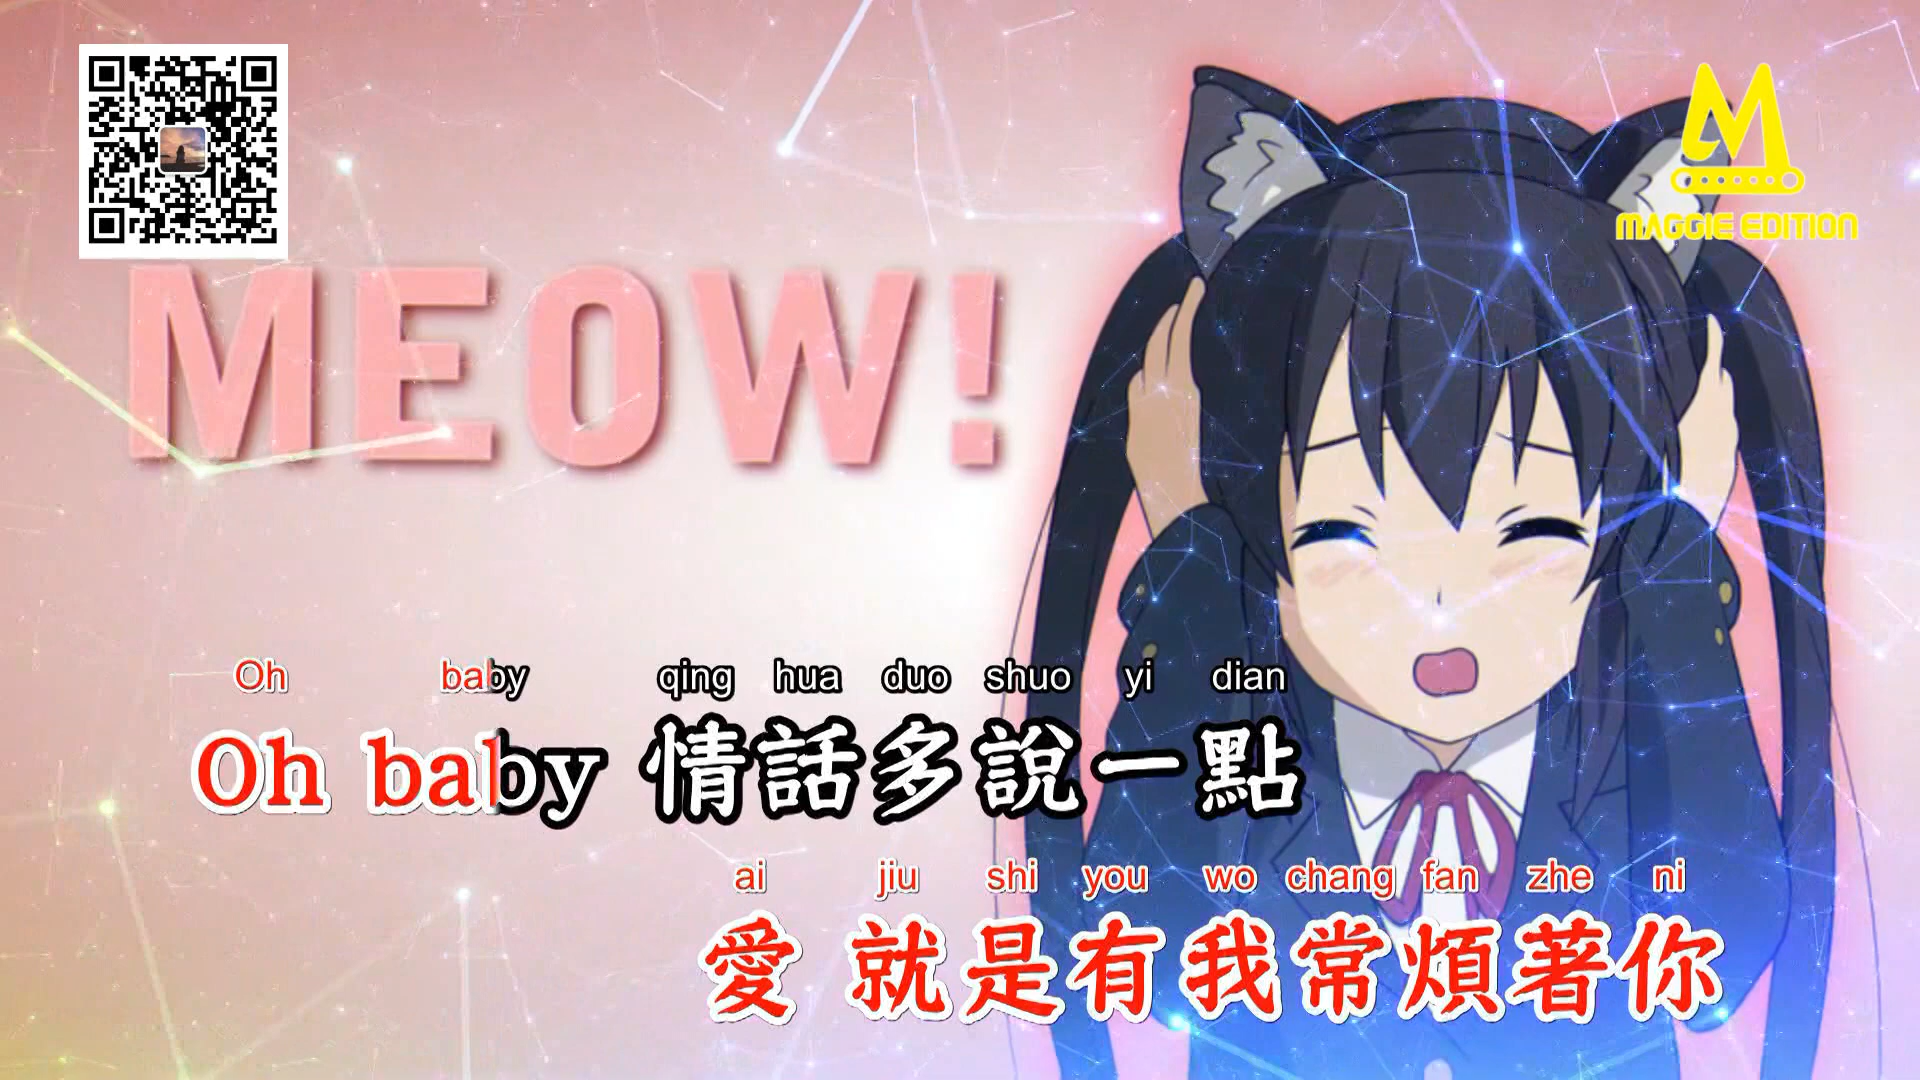 MAGGIE EDITION
MEOW!
Oh baby qing hua duo shuo yi dian
Oh baby 情話多說一點
ai jiu shi you wo chang fan zhe ni
愛 就是有我常煩著你